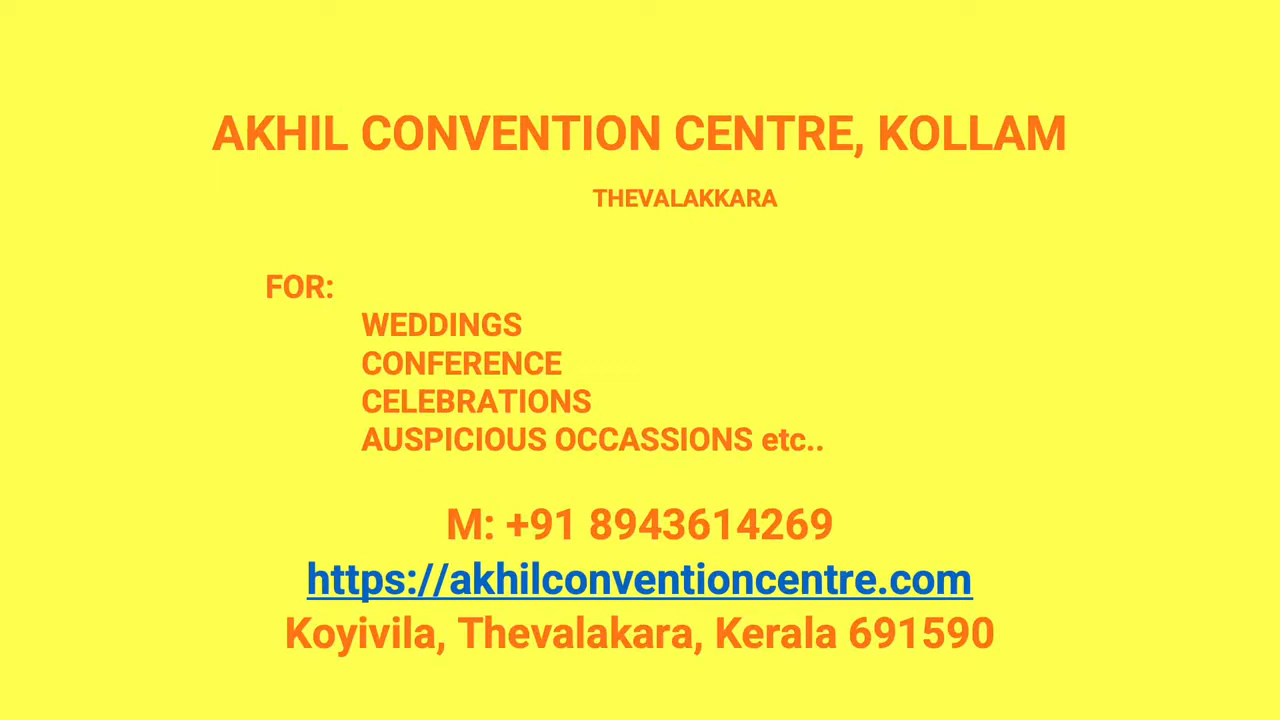 AKHIL CONVENTION CENTRE, KOLLAM
THEVALAKKARA
FOR:
WEDDINGS
CONFERENCE
CELEBRATIONS
AUSPICIOUS OCCASSIONS etc..
M: +91 8943614269
https://akhilconventioncentre.com
Koyivila, Thevalakara, Kerala 691590